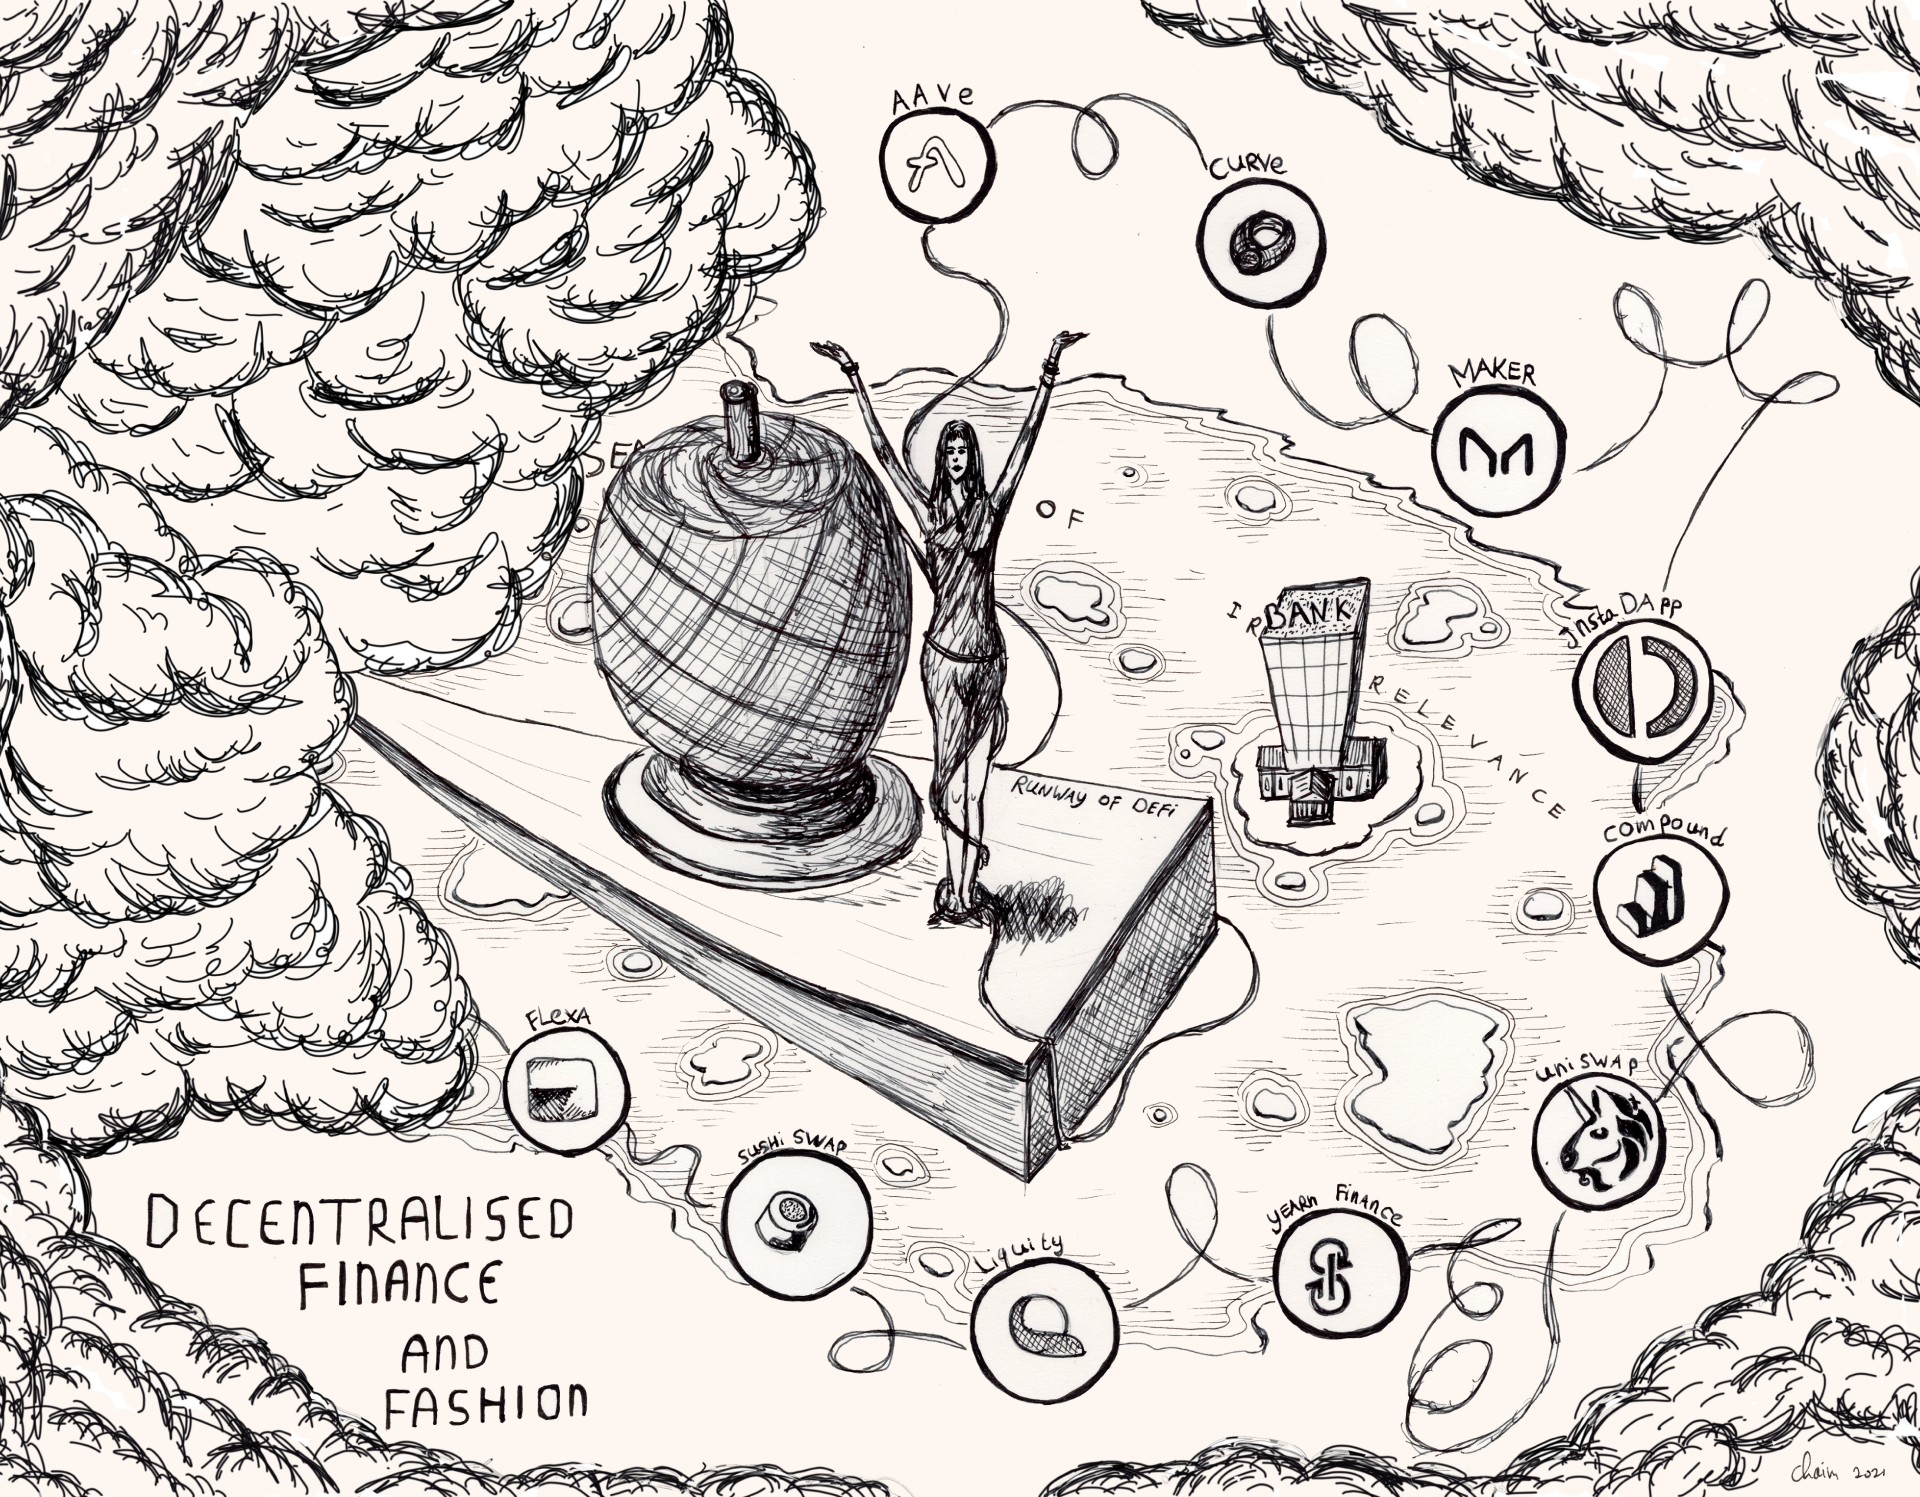 AAve
CURVe
MAKER
SEA
OF
IR
BANK
RELEVANCE
InstaDApp
RUNWAY OF DEFi
compound
FLexA
uniSWAP
SUSHi SWAP
YEARN FinANce
Liquity
DECENTRALISED
FINANCE
AND
FASHION
Chaim 2021